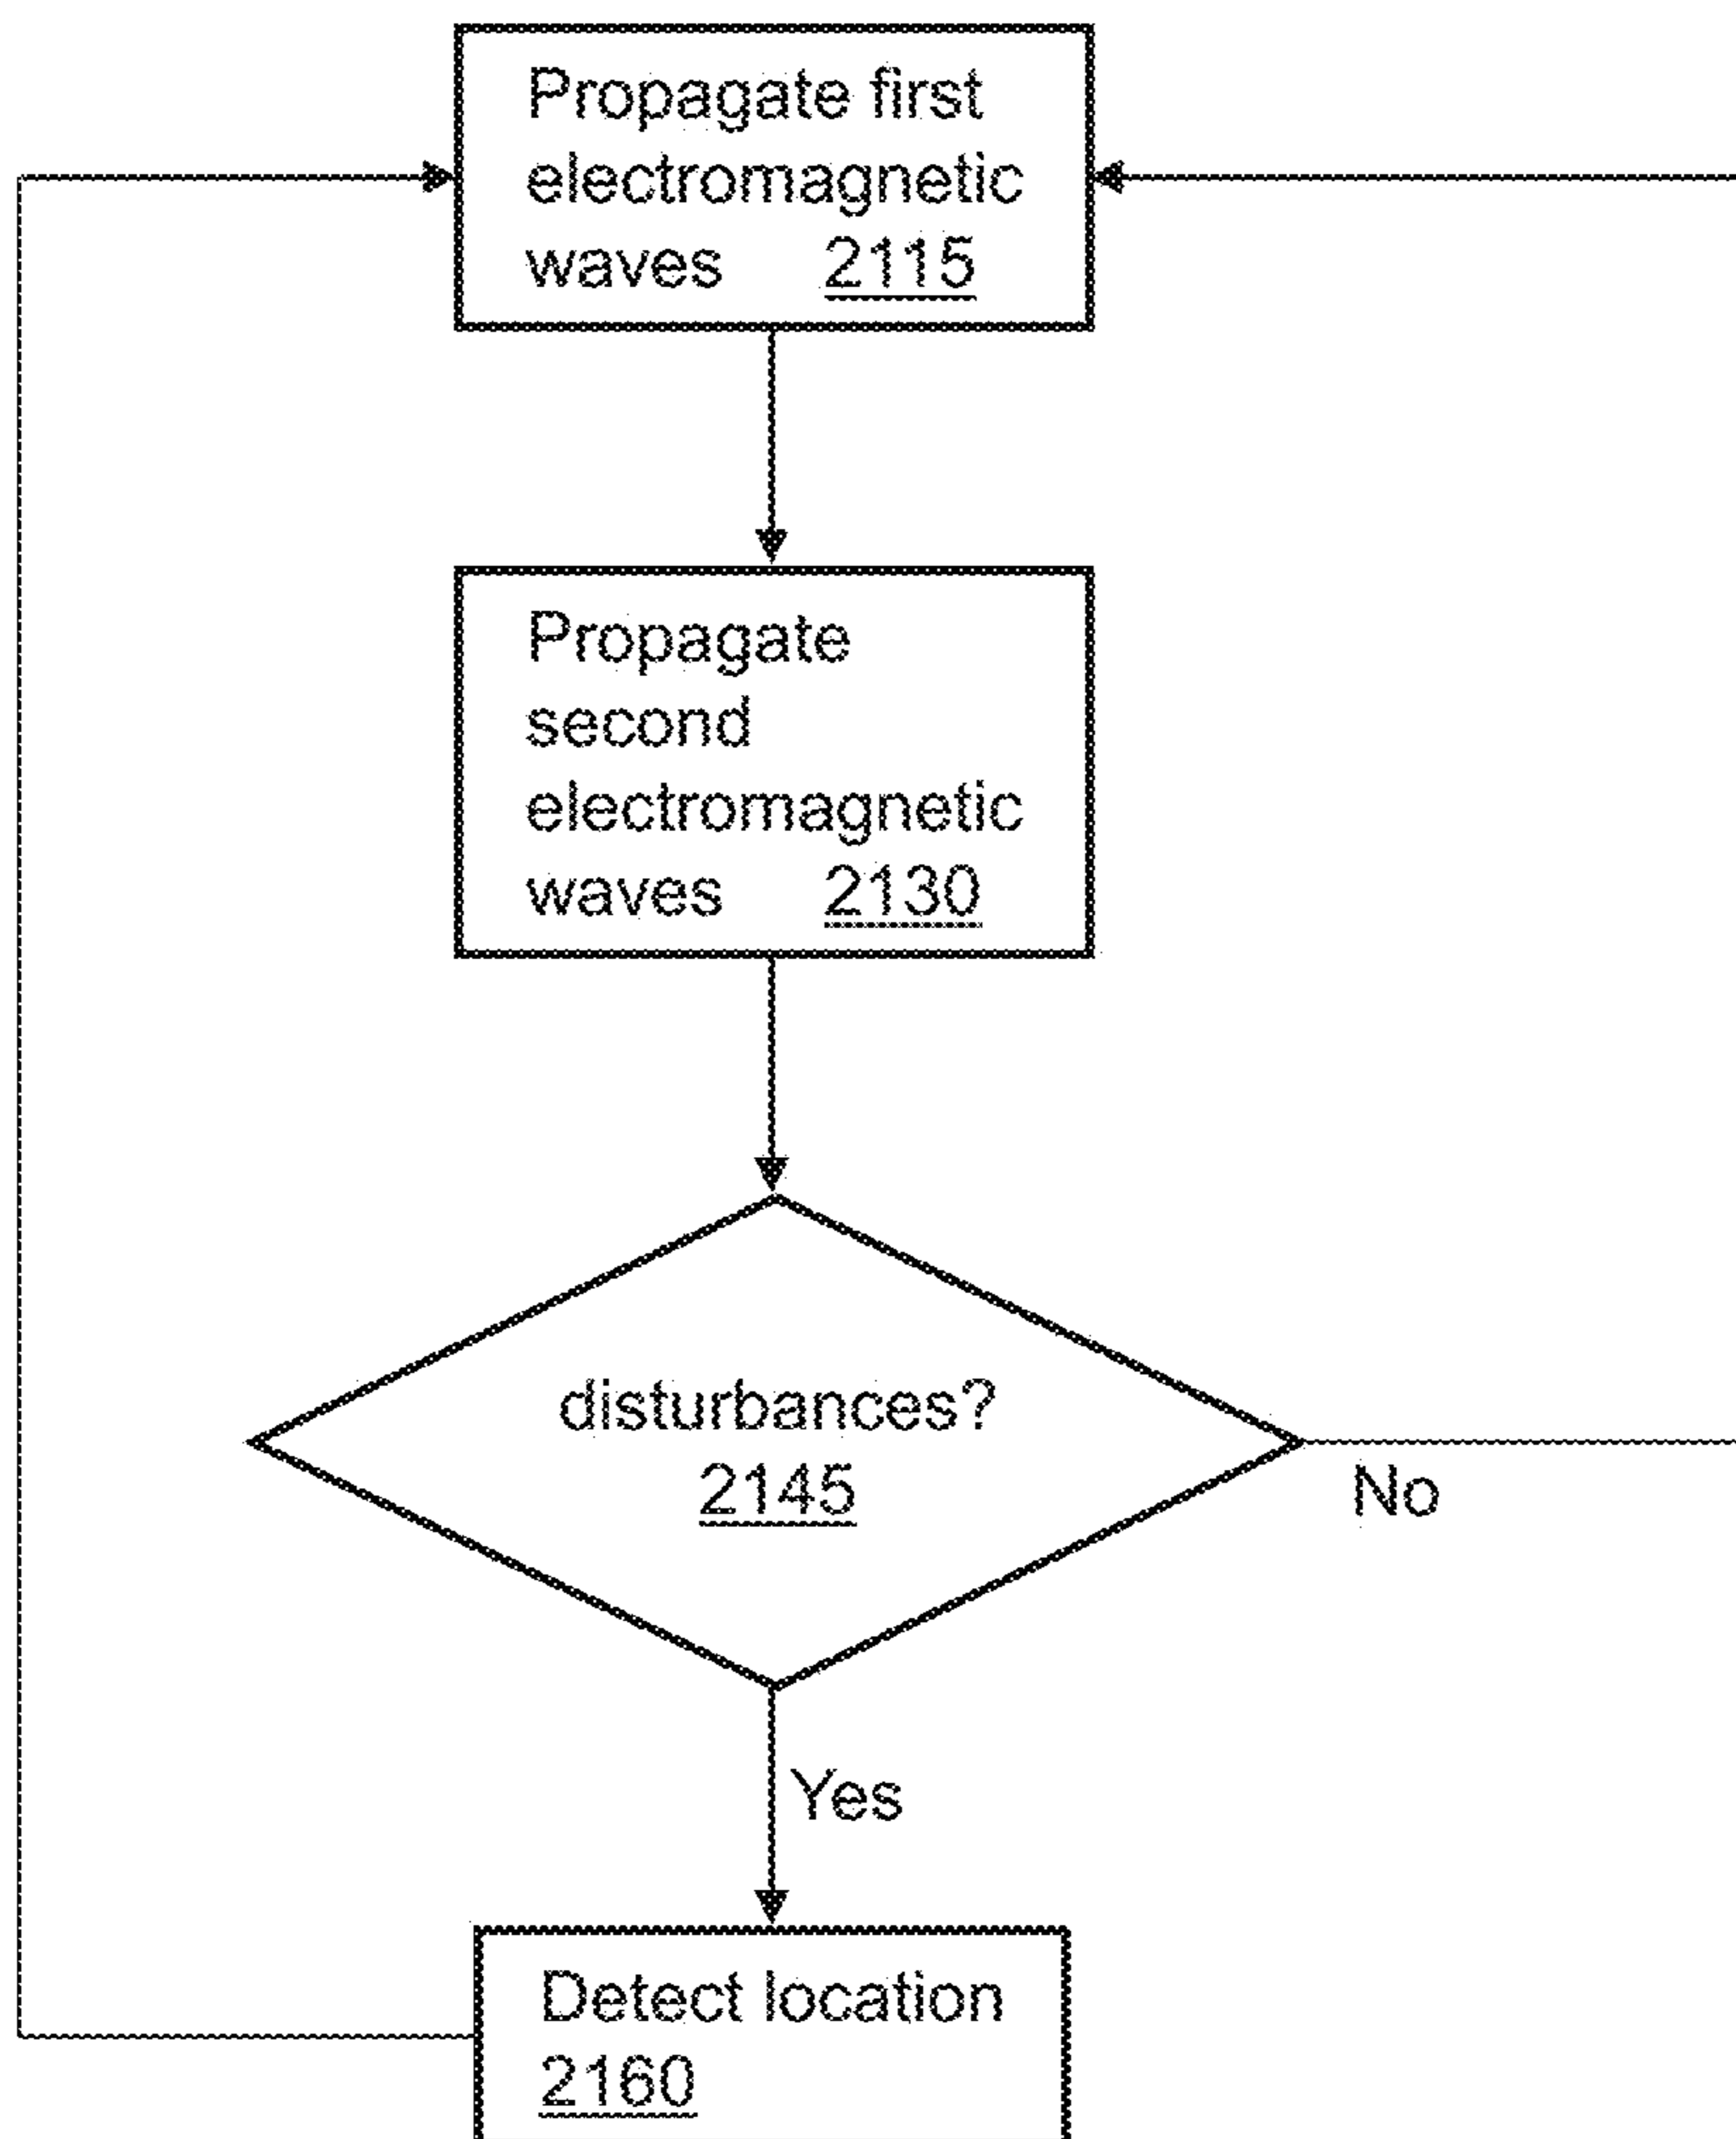 Propagate first
electromagnetic
waves 2115
Propagate
second
electromagnetic
waves 2130
disturbances?
2145
No
Yes
Detect location
2160